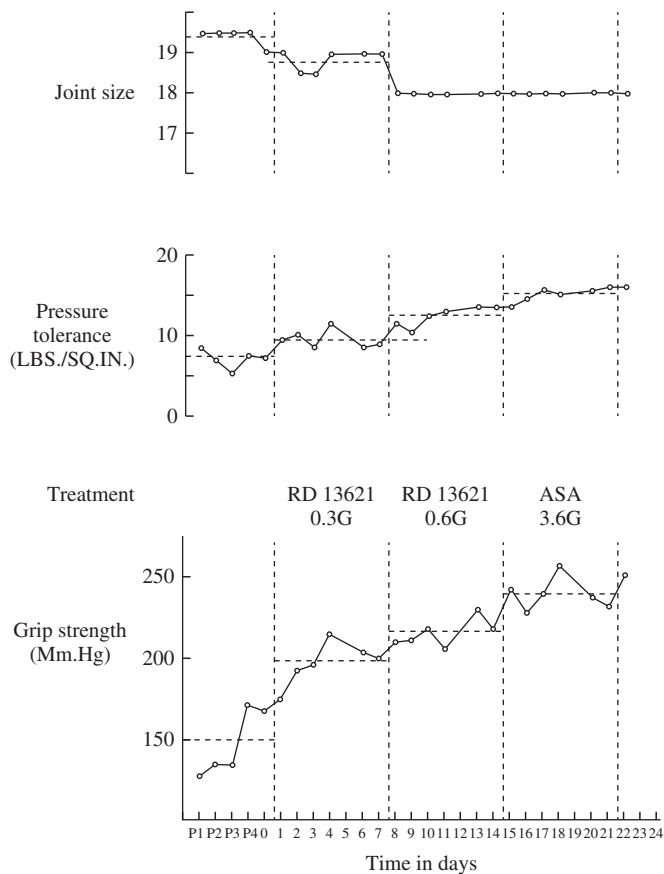 19
Joint size 18
17
20
Pressure
tolerance 10
(LBS./SQ.IN.)
0
Treatment RD 13621 RD 13621 ASA
0.3G 0.6G 3.6G
250
Grip strength
(Mm.Hg) 200
150
P1 P2 P3 P4 0 1 2 3 4 5 6 7 8 9 10 11 12 13 14 15 16 17 18 19 20 21 22 23 24
Time in days